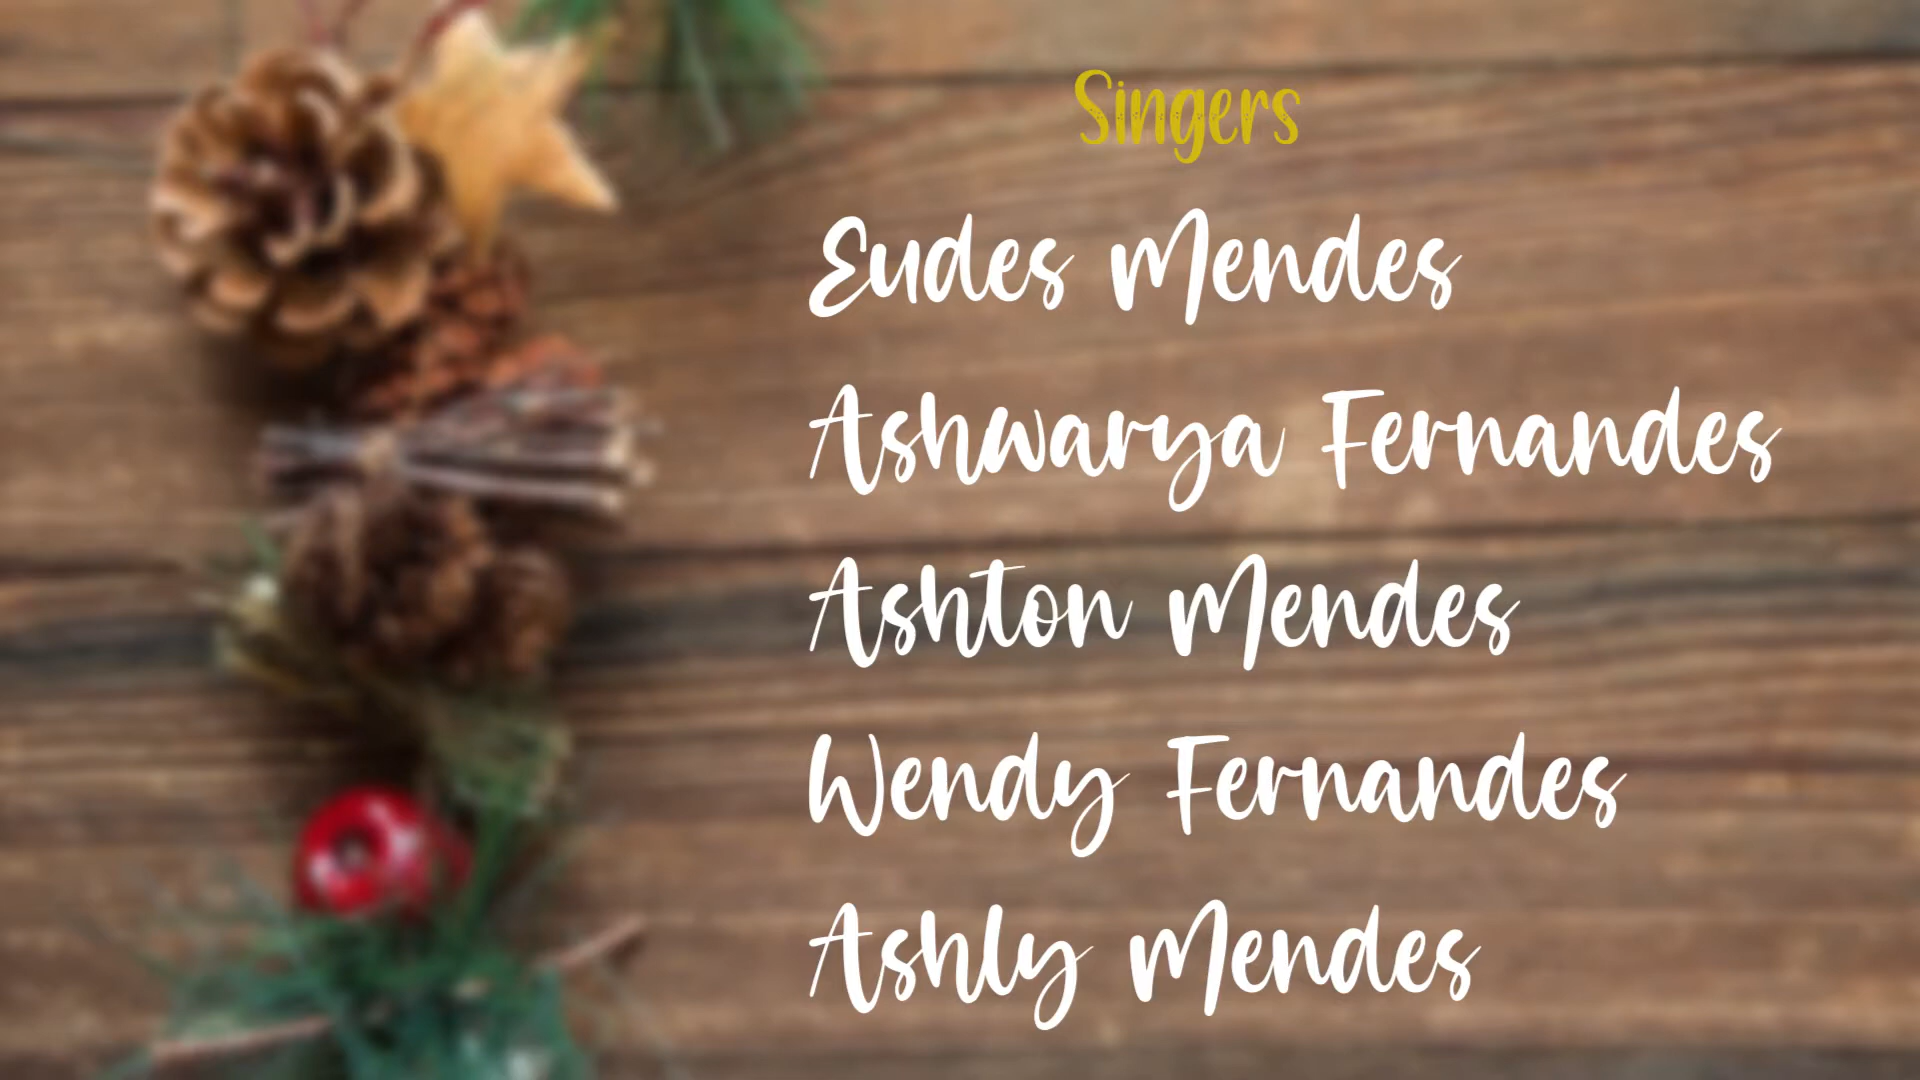 Singers
Eudes Mendes
Ashwarya Fernandes
Ashton Mendes
Wendy Fernandes
Ashly Mendes